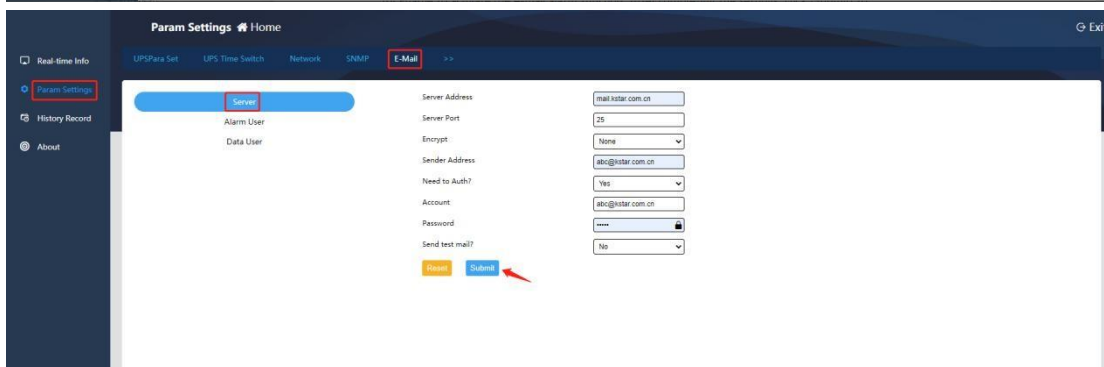 Param Settings Home
Exit
Real-time Info
Param Settings
History Record
About
UPSPara Set UPS Time Switch Network SNMP E-Mail >>
Server
Alarm User
Data User
Server Address mail.kstar.com.cn
Server Port 25
Encrypt None
Sender Address abc@kstar.com.cn
Need to Auth? Yes
Account abc@kstar.com.cn
Password •••••
Send test mail? No
Reset Submit